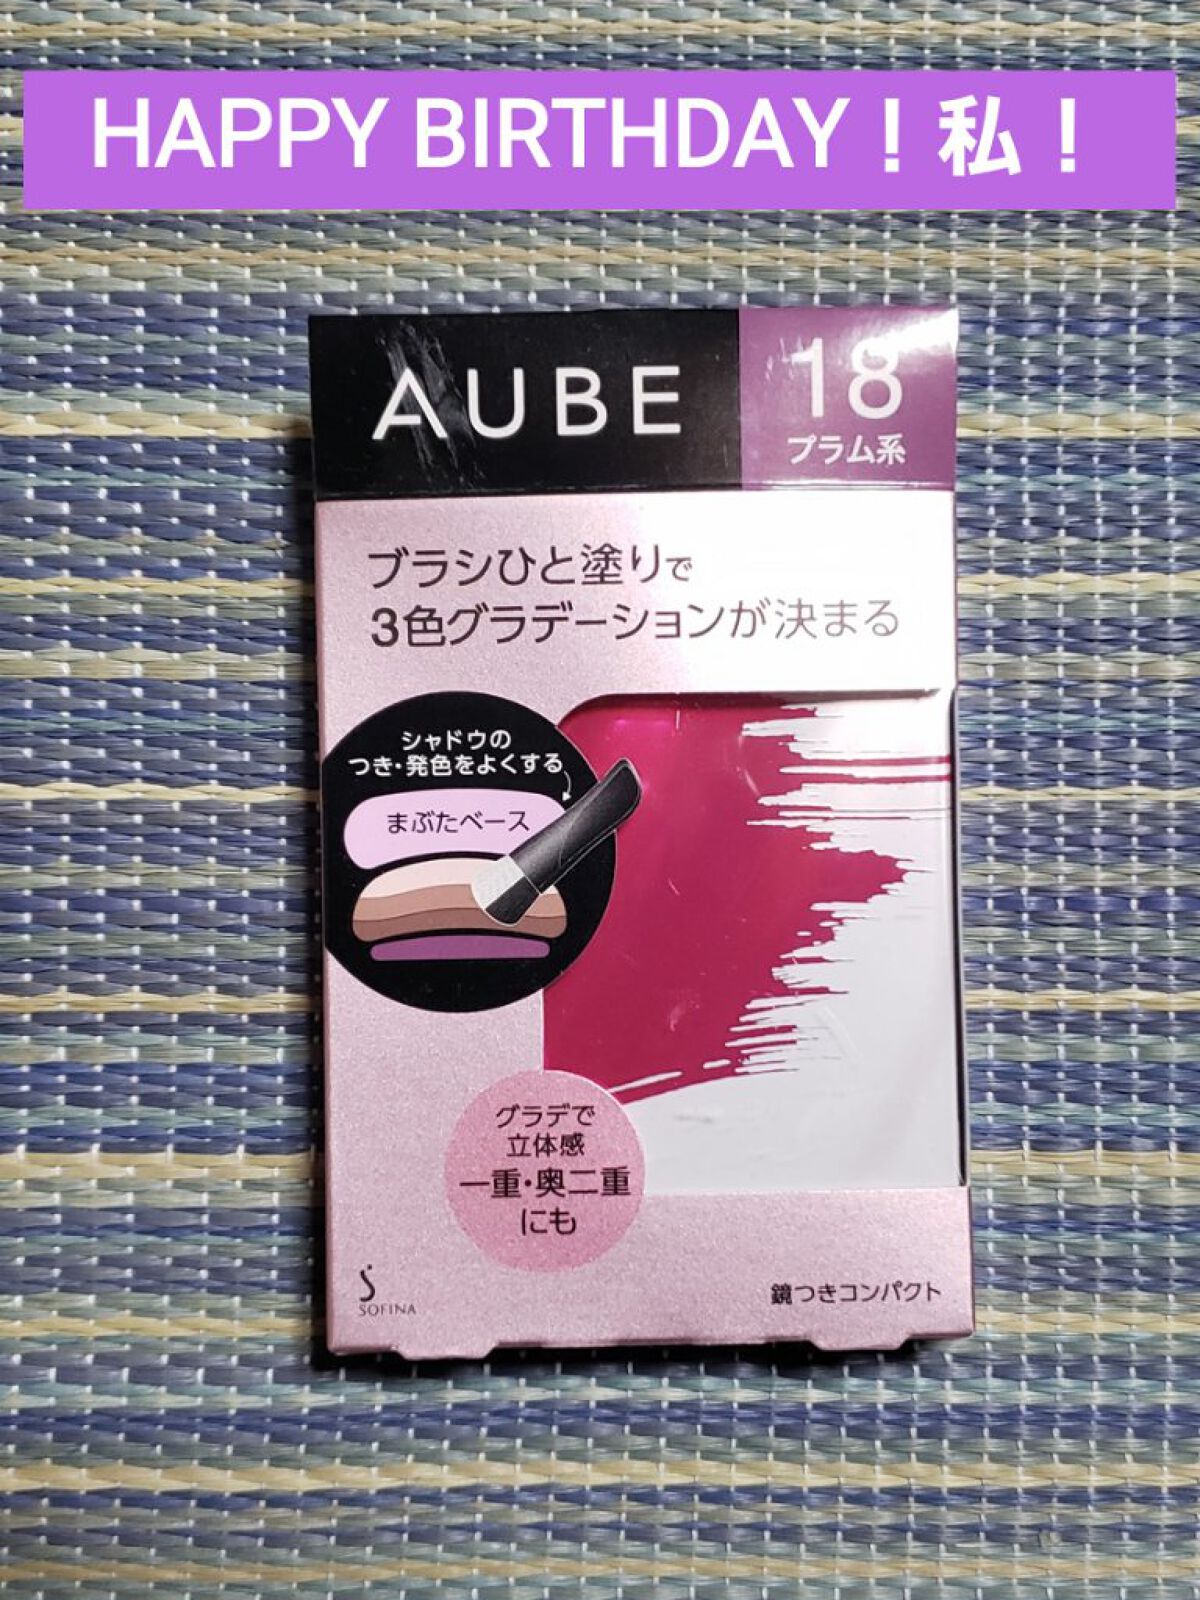 HAPPY BIRTHDAY！私！
AUBE
18
プラム系
ブラシひと塗りで
3色グラデーションが決まる
シャドウの
つき・発色をよくする
まぶたベース
グラデで
立体感
一重・奥二重
にも
SOFINA
鏡つきコンパクト